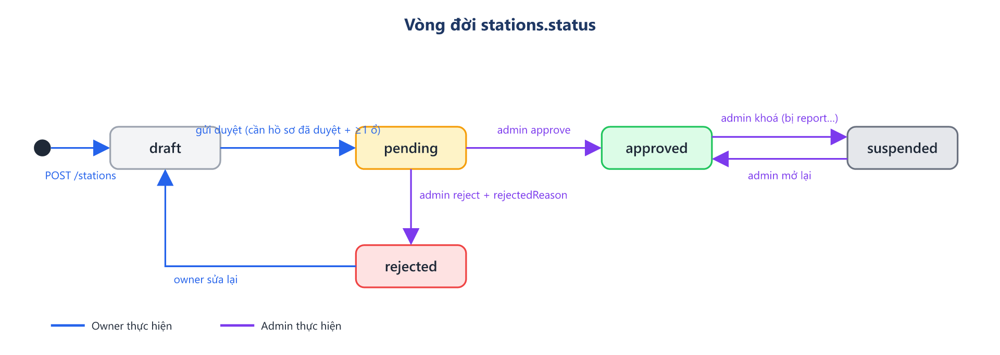 Vòng đời stations.status
admin khoá (bị report...)
gửi duyệt (cần hồ sơ đã duyệt + ≥1 ổ)
admin approve
draft
pending
approved
suspended
POST /stations
admin mở lại
admin reject + rejectedReason
rejected
owner sửa lại
Owner thực hiện
Admin thực hiện